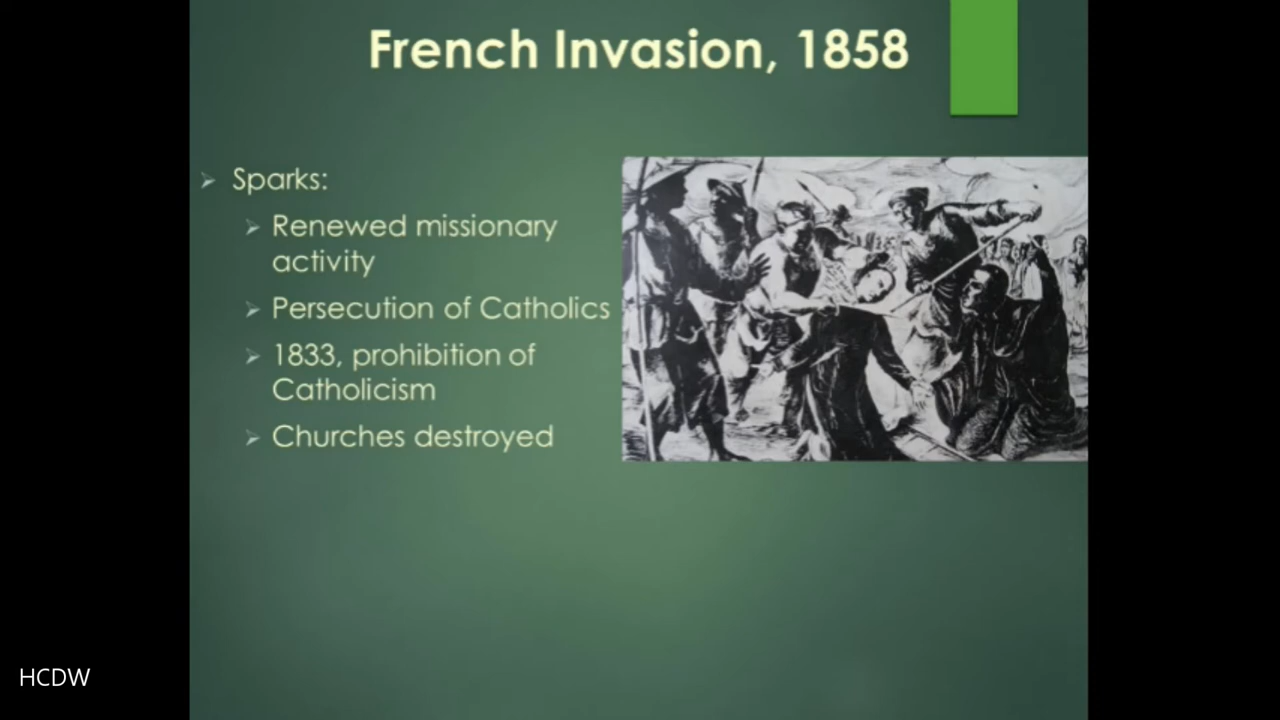 French Invasion, 1858
Sparks:
Renewed missionary
activity
Persecution of Catholics
1833, prohibition of
Catholicism
Churches destroyed
HCDW